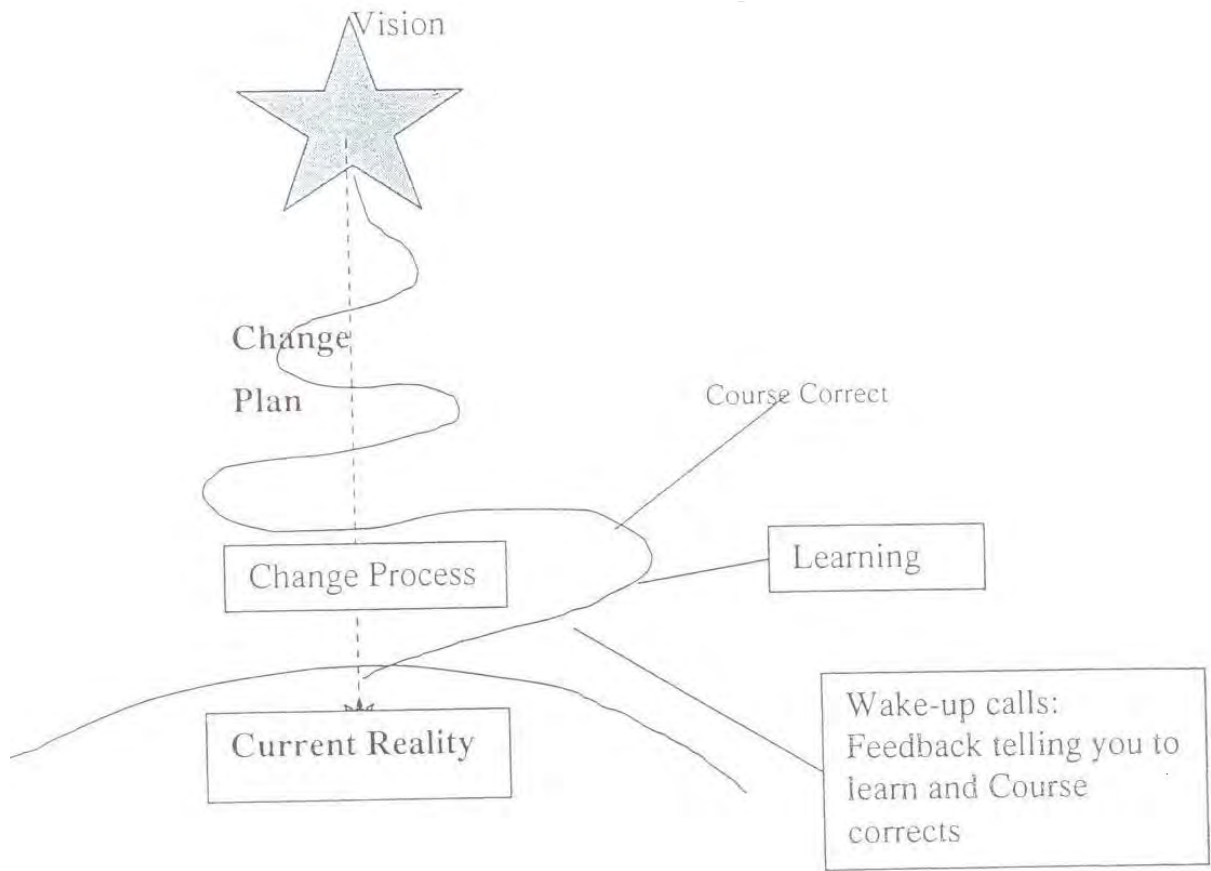 Vision
Change
Plan
Course Correct
Change Process
Learning
Current Reality
Wake-up calls:
Feedback telling you to
learn and Course
corrects